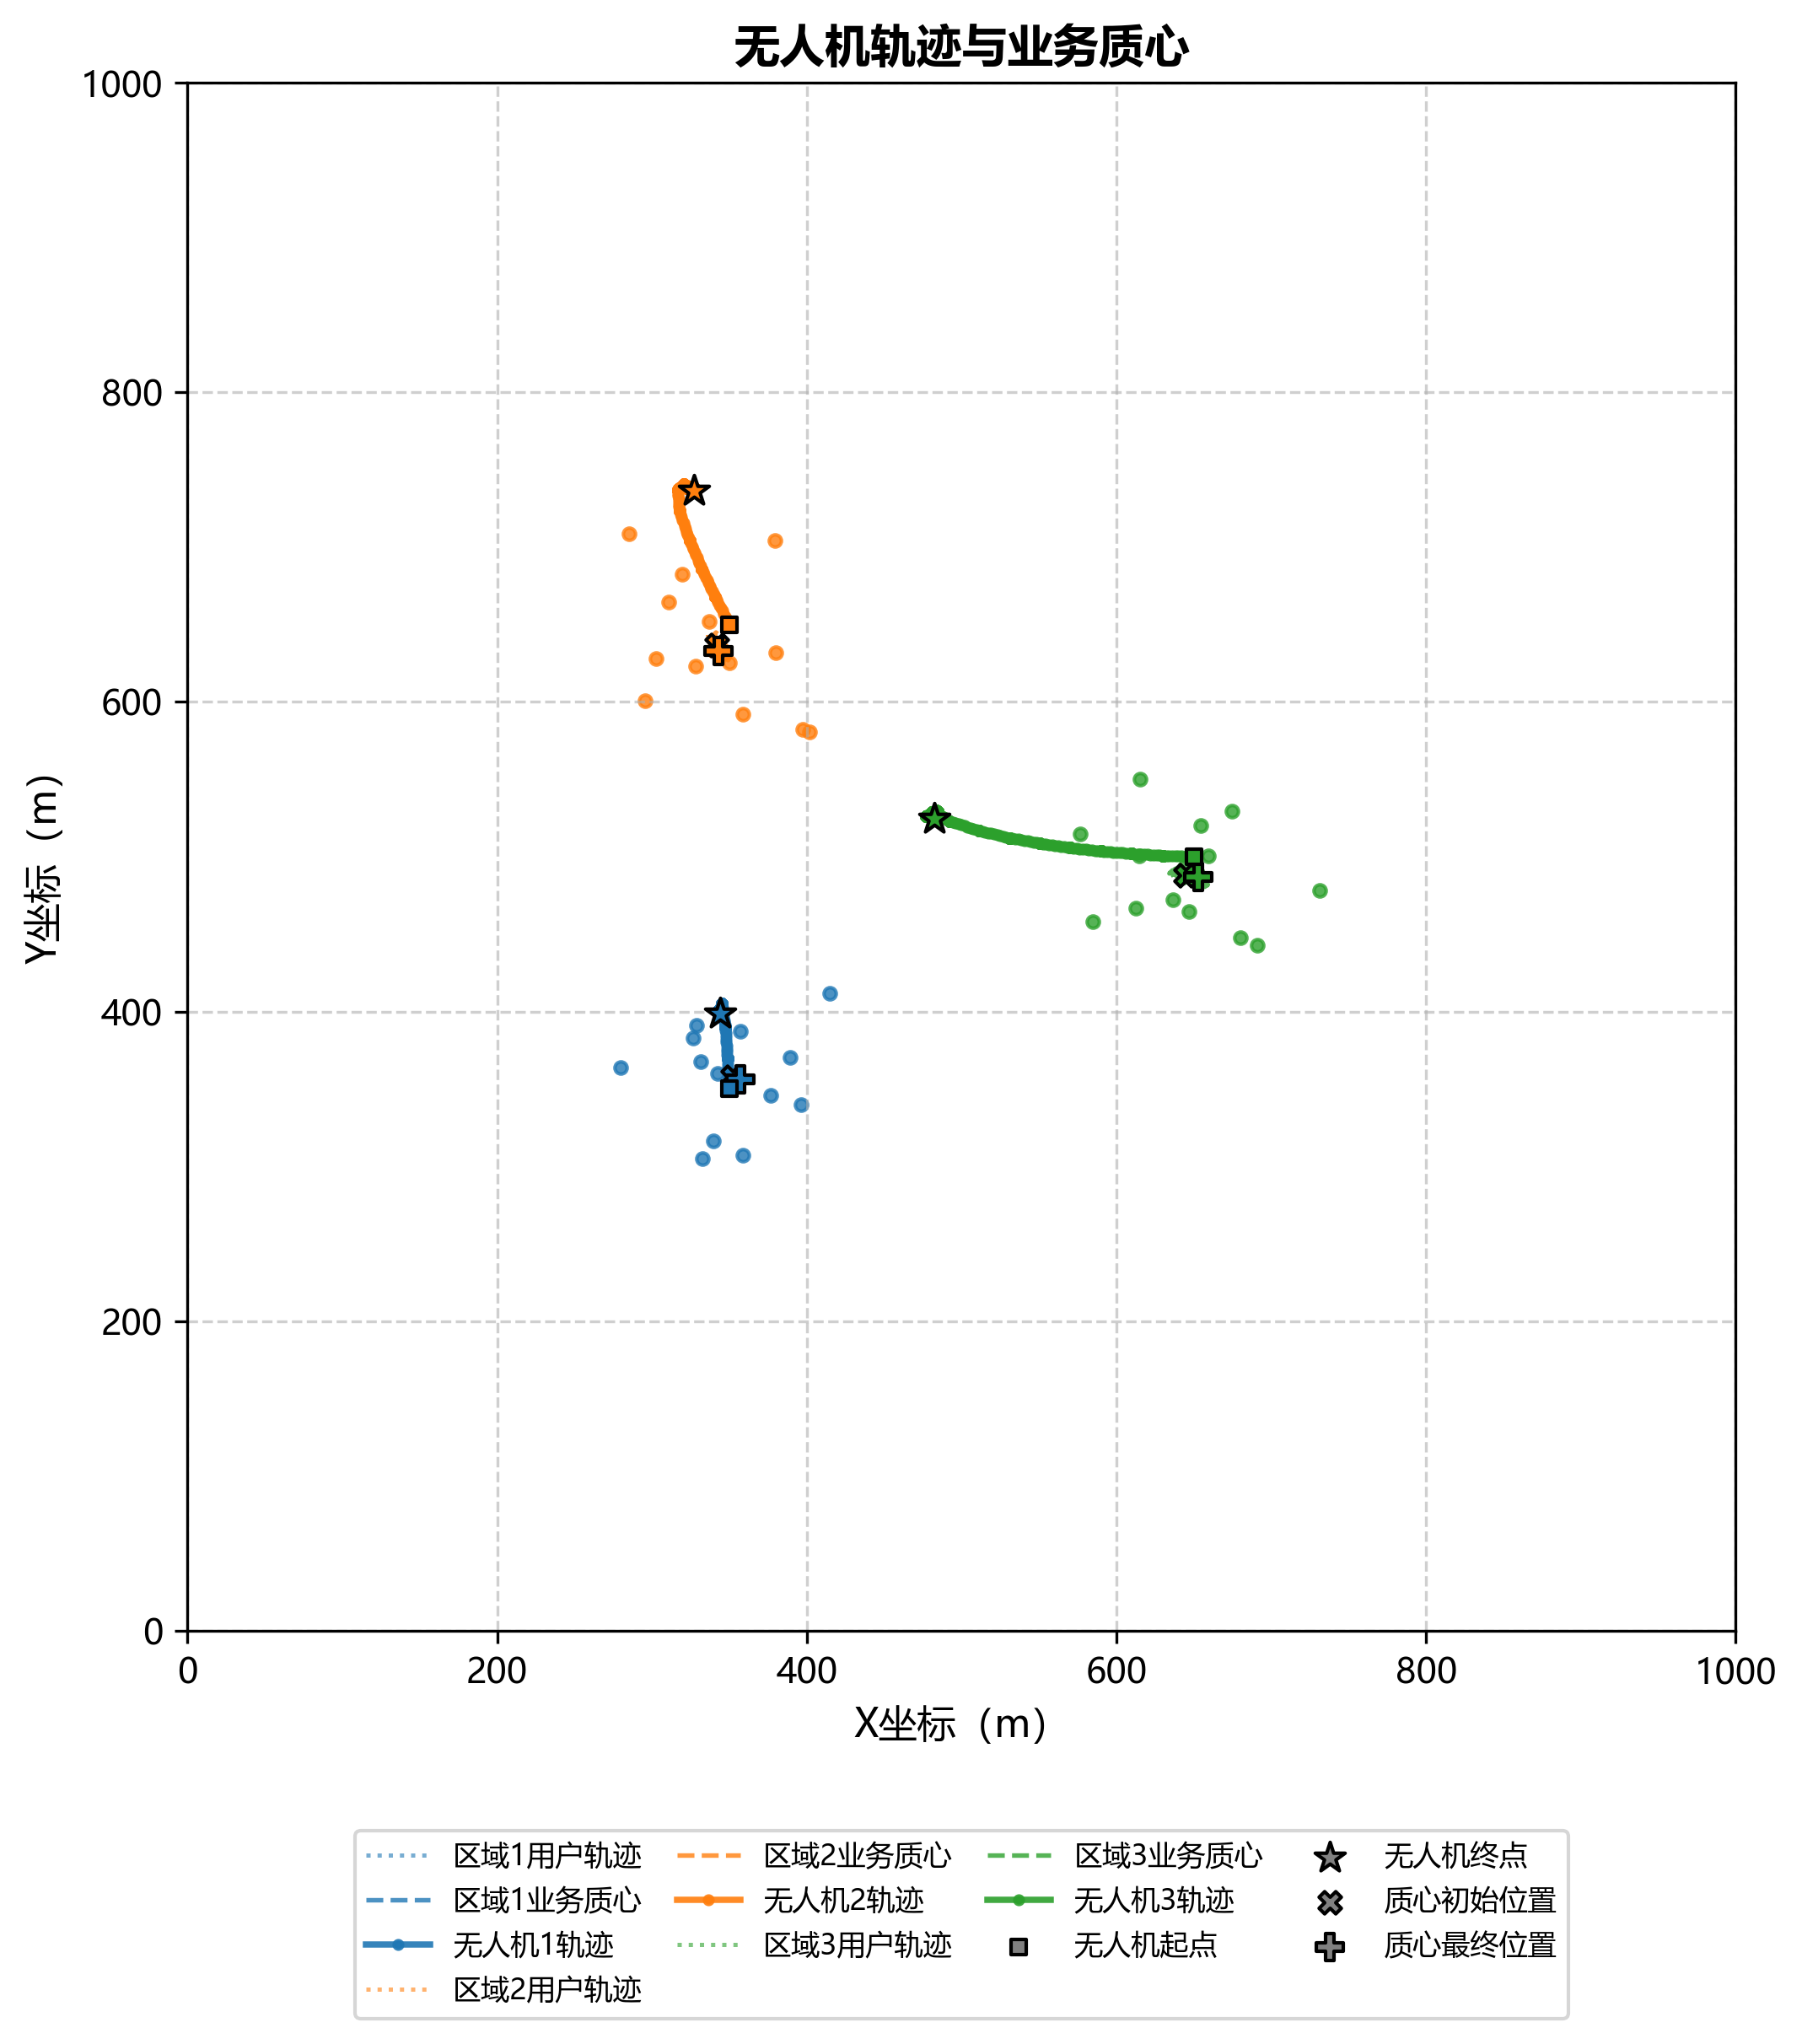 无人机轨迹与业务质心
1000
800
600
400
200
0
Y坐标（m）
0 200 400 600 800 1000
X坐标（m）
区域1用户轨迹 区域2业务质心 区域3业务质心 无人机终点
区域1业务质心 无人机2轨迹 无人机3轨迹 质心初始位置
无人机1轨迹 区域3用户轨迹 无人机起点 质心最终位置
区域2用户轨迹